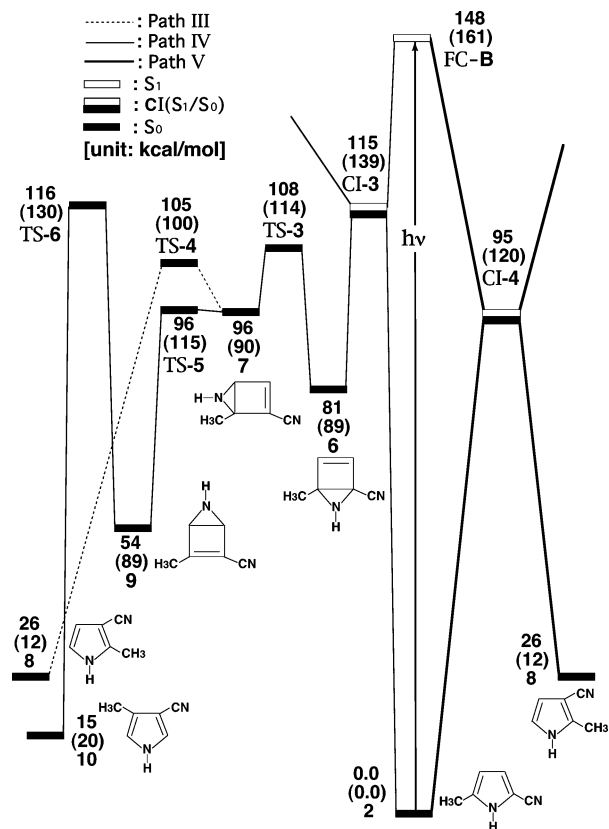 : Path III
: Path IV
: Path V
: S1
: CI(S1/S0)
: S0
[unit: kcal/mol]
148
(161)
FC-B
115
(139)
CI-3
hν
116
(130)
TS-6
105
(100)
TS-4
108
(114)
TS-3
95
(120)
CI-4
96
(115)
TS-5
96
(90)
7
H-N
H3C
CN
81
(89)
6
H3C
CN
N
H
54
(89)
9
H
N
H3C
CN
26
(12)
8
CN
CH3
N
H
15
(20)
10
H3C
CN
N
H
26
(12)
8
CN
CH3
N
H
0.0
(0.0)
2
H3C
CN
N
H